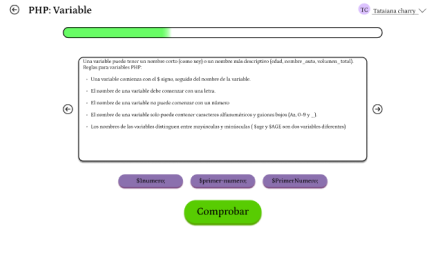 PHP: Variable
TC Tatiana charry
Una variable puede tener un nombre corto (como xey) o un nombre más descriptivo (edad, nombre_auto, volumen_total).
Reglas para variables PHP:
- Una variable comienza con el $ signo, seguido del nombre de la variable
- El nombre de una variable debe comenzar con una letra
- El nombre de una variable no puede comenzar con un número
- El nombre de una variable solo puede contener caracteres alfanuméricos y guiones bajos (Az, 0-9 y _).
- Los nombres de las variables distinguen entre mayúsculas y minúsculas ( $age y $AGE son dos variables diferentes)
$primer numero;
$PrimerNumero;
Comprobar